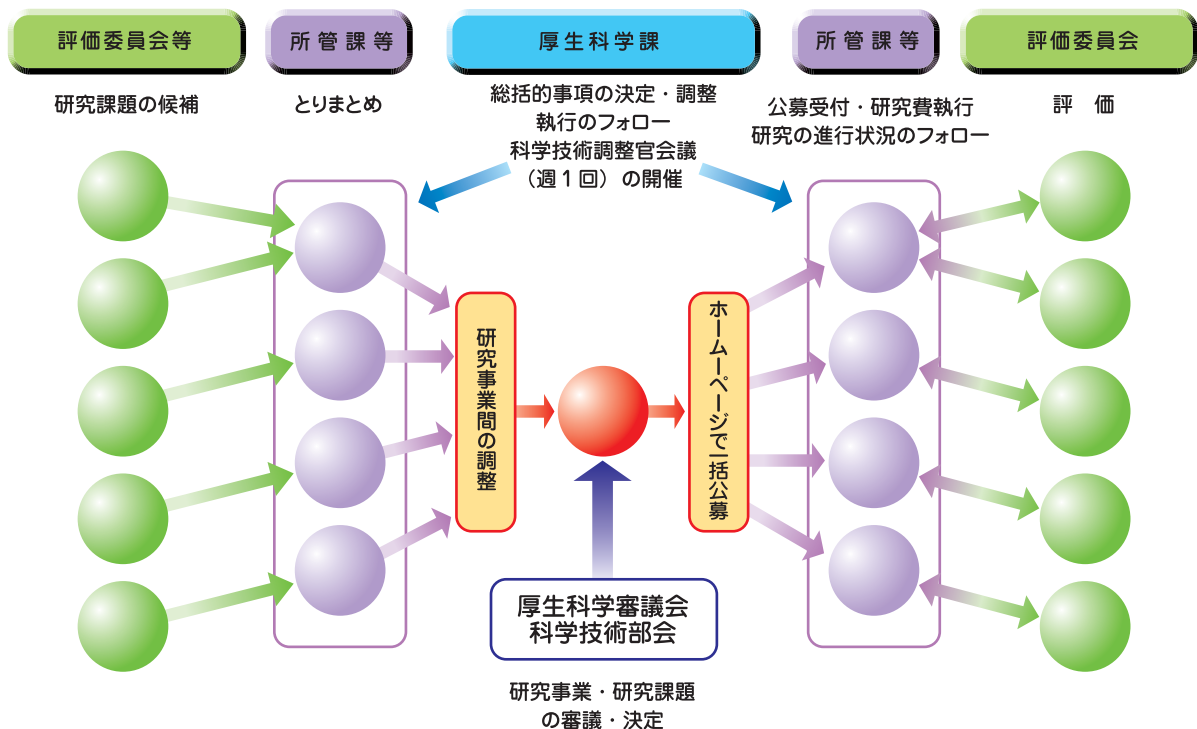 評価委員会等
所管課等
厚生科学課
所管課等
評価委員会
研究課題の候補
とりまとめ
総括的事項の決定・調整
執行のフォロー
科学技術調整官会議
（週１回）の開催
公募受付・研究費執行
研究の進行状況のフォロー
評　価
研究事業間の調整
ホームーページで一括公募
厚生科学審議会
科学技術部会
研究事業・研究課題
の審議・決定